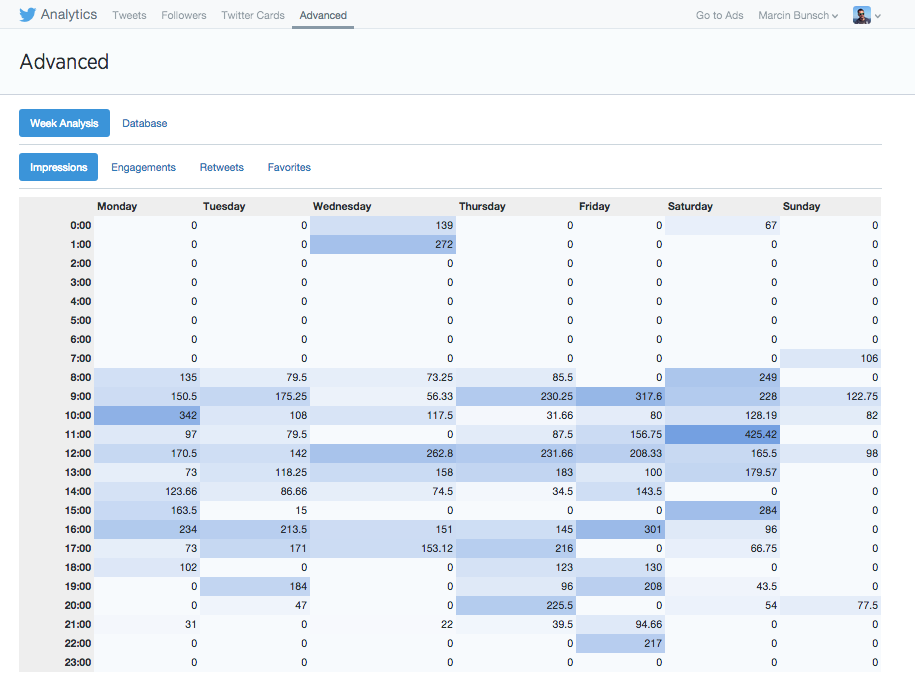 Analytics Tweets Followers Twitter Cards Advanced Go to Ads Marcin Bunsch
Advanced
Week Analysis Database
Impressions Engagements Retweets Favorites
Monday Tuesday Wednesday Thursday Friday Saturday Sunday
0:00 0 0 139 0 0 67 0
1:00 0 0 272 0 0 0 0
2:00 0 0 0 0 0 0 0
3:00 0 0 0 0 0 0 0
4:00 0 0 0 0 0 0 0
5:00 0 0 0 0 0 0 0
6:00 0 0 0 0 0 0 0
7:00 0 0 0 0 0 0 106
8:00 135 79.5 73.25 85.5 0 249 0
9:00 150.5 175.25 56.33 230.25 317.6 228 122.75
10:00 342 108 117.5 31.66 80 128.19 82
11:00 97 79.5 0 87.5 156.75 425.42 0
12:00 170.5 142 262.8 231.66 208.33 165.5 98
13:00 73 118.25 158 183 100 179.57 0
14:00 123.66 86.66 74.5 34.5 143.5 0 0
15:00 163.5 15 0 0 0 284 0
16:00 234 213.5 151 145 301 96 0
17:00 73 171 153.12 216 0 66.75 0
18:00 102 0 0 123 130 0 0
19:00 0 184 0 96 208 43.5 0
20:00 0 47 0 225.5 0 54 77.5
21:00 31 0 22 39.5 94.66 0 0
22:00 0 0 0 0 217 0 0
23:00 0 0 0 0 0 0 0